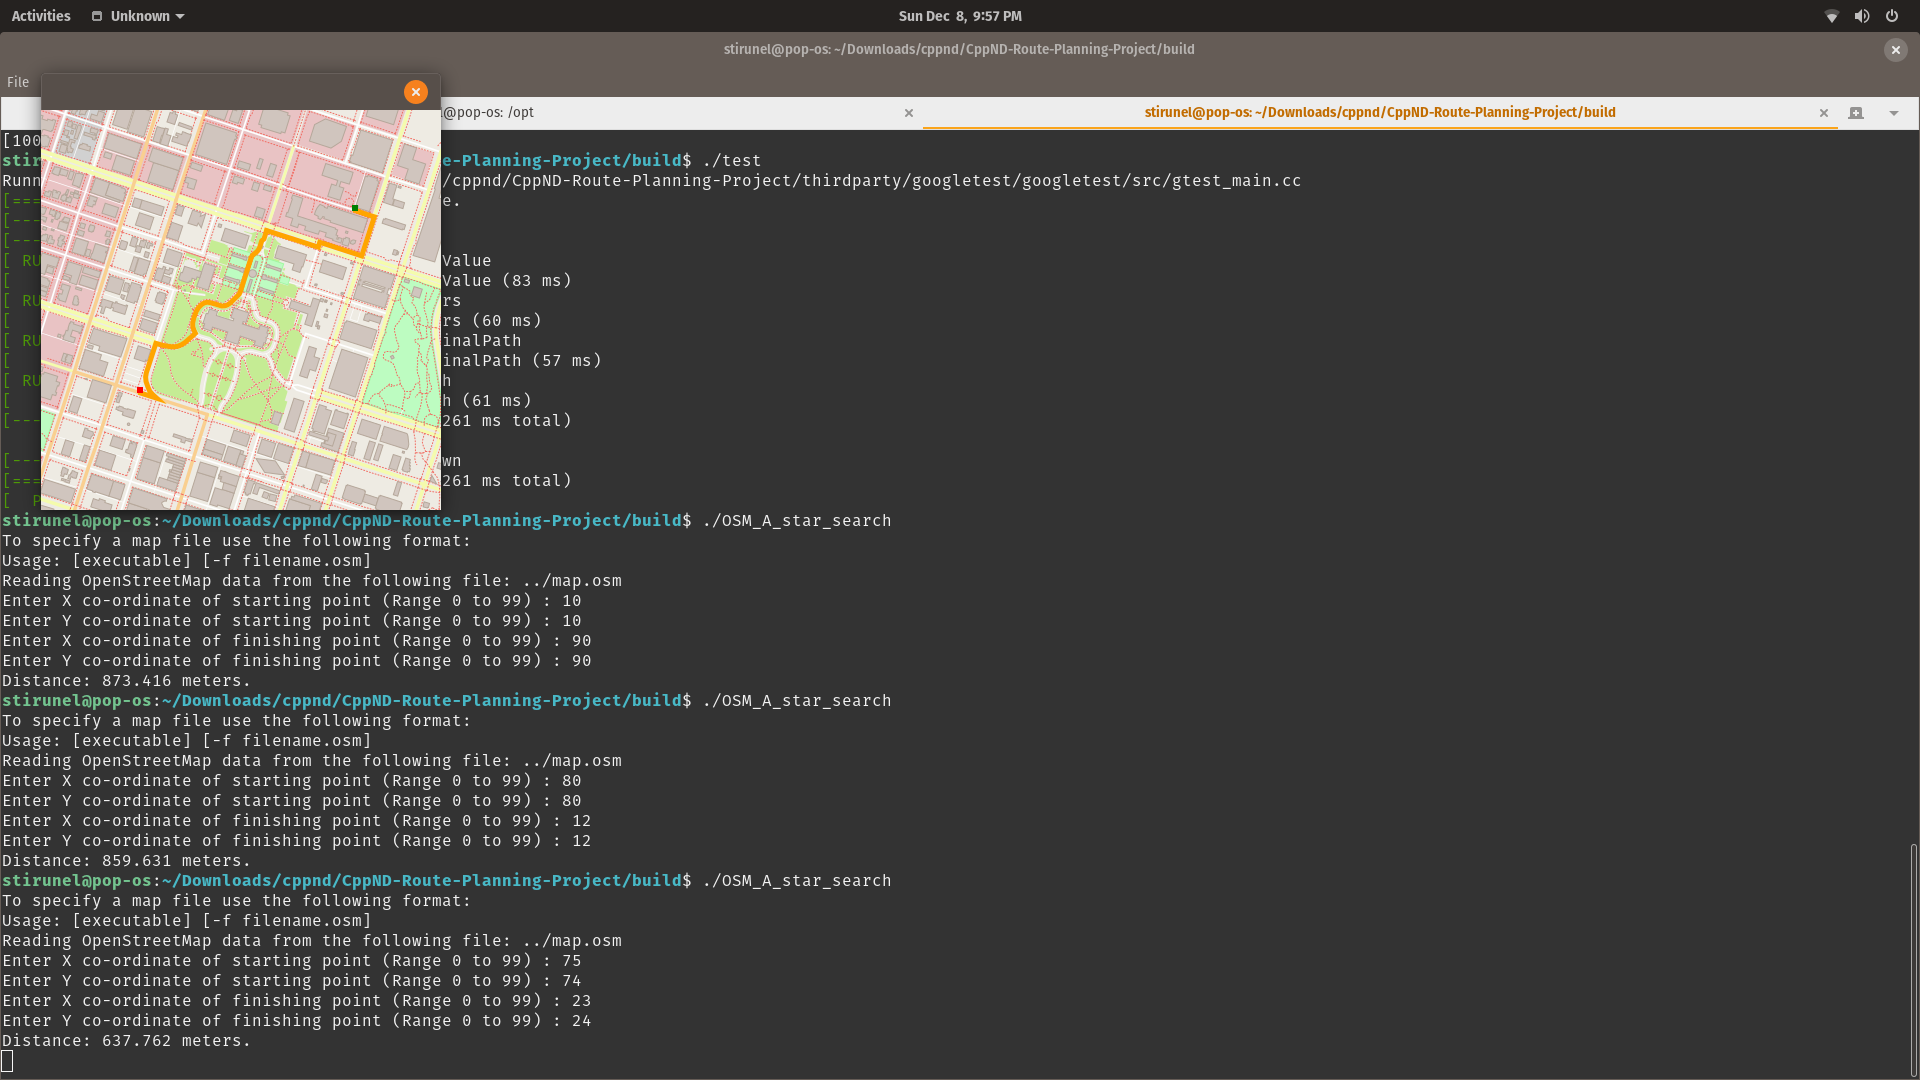 Activities Unknown Sun Dec 8, 9:57 PM
stirunel@pop-os: ~/Downloads/cppnd/CppND-Route-Planning-Project/build
File
@pop-os: /opt stirunel@pop-os: ~/Downloads/cppnd/CppND-Route-Planning-Project/build
[100
stir e-Planning-Project/build$ ./test
Runn /cppnd/CppND-Route-Planning-Project/thirdparty/googletest/googletest/src/gtest_main.cc
[=== e.
[---
[---
[ RU Value
[ Value (83 ms)
[ RU rs
[ rs (60 ms)
[ RU inalPath
[ inalPath (57 ms)
[ RU h
[ h (61 ms)
[--- 261 ms total)
[--- wn
[=== 261 ms total)
[ P
stirunel@pop-os:~/Downloads/cppnd/CppND-Route-Planning-Project/build$ ./OSM_A_star_search
To specify a map file use the following format:
Usage: [executable] [-f filename.osm]
Reading OpenStreetMap data from the following file: ../map.osm
Enter X co-ordinate of starting point (Range 0 to 99) : 10
Enter Y co-ordinate of starting point (Range 0 to 99) : 10
Enter X co-ordinate of finishing point (Range 0 to 99) : 90
Enter Y co-ordinate of finishing point (Range 0 to 99) : 90
Distance: 873.416 meters.
stirunel@pop-os:~/Downloads/cppnd/CppND-Route-Planning-Project/build$ ./OSM_A_star_search
To specify a map file use the following format:
Usage: [executable] [-f filename.osm]
Reading OpenStreetMap data from the following file: ../map.osm
Enter X co-ordinate of starting point (Range 0 to 99) : 80
Enter Y co-ordinate of starting point (Range 0 to 99) : 80
Enter X co-ordinate of finishing point (Range 0 to 99) : 12
Enter Y co-ordinate of finishing point (Range 0 to 99) : 12
Distance: 859.631 meters.
stirunel@pop-os:~/Downloads/cppnd/CppND-Route-Planning-Project/build$ ./OSM_A_star_search
To specify a map file use the following format:
Usage: [executable] [-f filename.osm]
Reading OpenStreetMap data from the following file: ../map.osm
Enter X co-ordinate of starting point (Range 0 to 99) : 75
Enter Y co-ordinate of starting point (Range 0 to 99) : 74
Enter X co-ordinate of finishing point (Range 0 to 99) : 23
Enter Y co-ordinate of finishing point (Range 0 to 99) : 24
Distance: 637.762 meters.